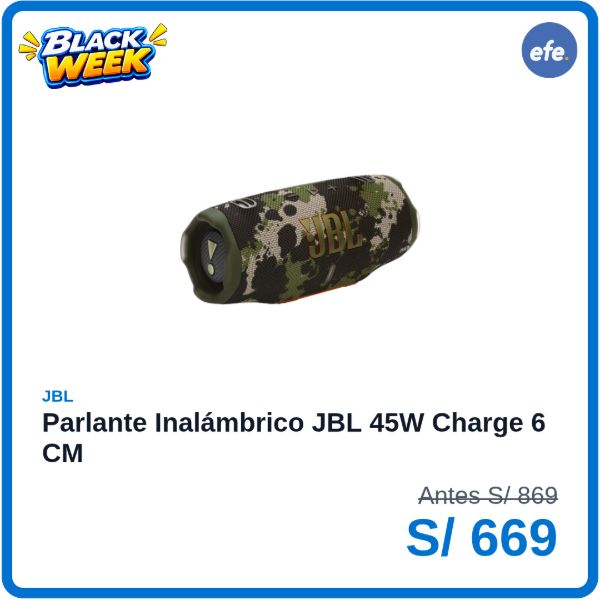 BLACK
WEEK
efe.
JBL
JBL
Parlante Inalámbrico JBL 45W Charge 6
CM
Antes S/ 869
S/ 669